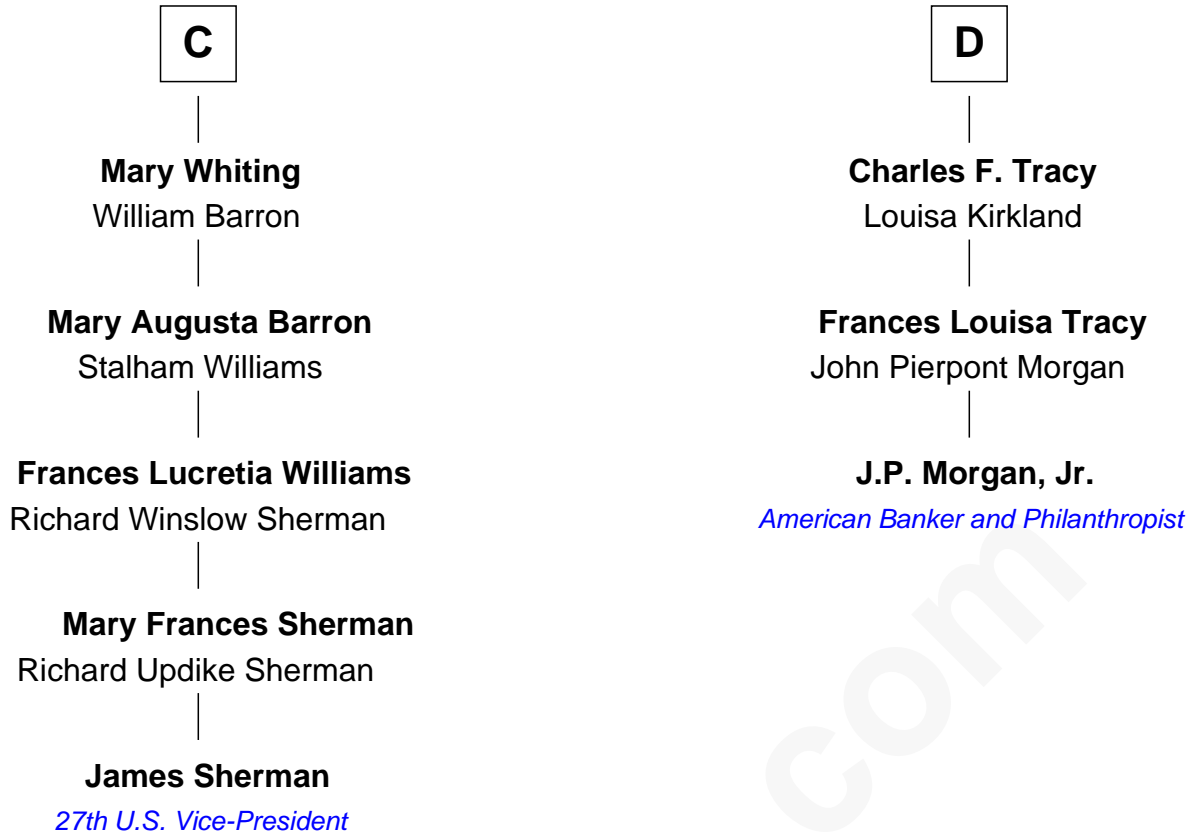 C
Mary Whiting
William Barron
Mary Augusta Barron
Stalham Williams
Frances Lucretia Williams
Richard Winslow Sherman
Mary Frances Sherman
Richard Updike Sherman
James Sherman
27th U.S. Vice-President
D
Charles F. Tracy
Louisa Kirkland
Frances Louisa Tracy
John Pierpont Morgan
J.P. Morgan, Jr.
American Banker and Philanthropist
com